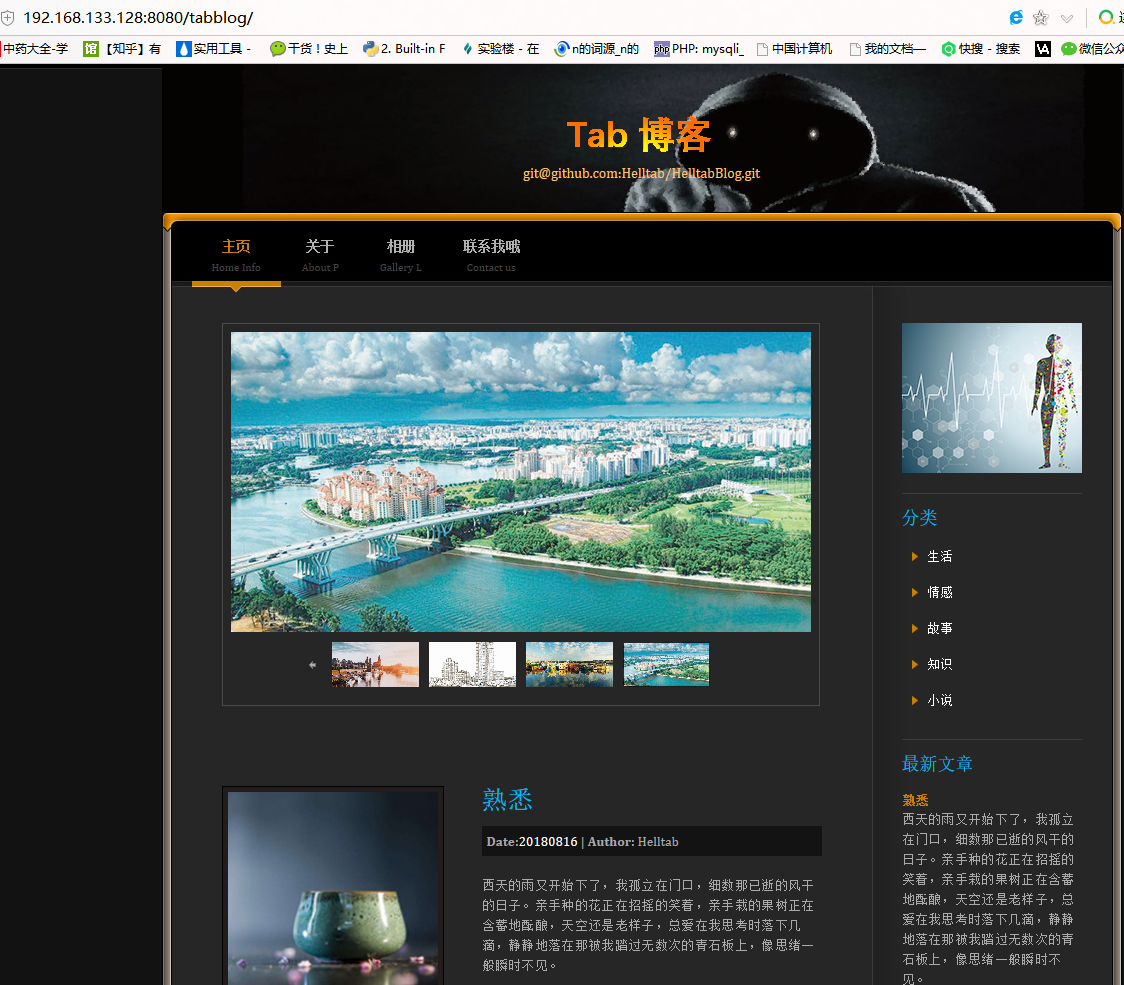 192.168.133.128:8080/tabblog/
中药大全-学 【知乎】有 实用工具 - 干货！史上 2. Built-in F 实验楼 - 在 n的词源_n的 PHP: mysqli_ 中国计算机 我的文档— 快搜 - 搜索 微信公众
Tab 博客
git@github.com:Helltab/HelltabBlog.git
主页 关于 相册 联系我哦
Home Info About P Gallery L Contact us
分类
生活
情感
故事
知识
小说
熟悉
Date:20180816 | Author: Helltab
西天的雨又开始下了，我孤立在门口，细数那已逝的风干
的日子。亲手种的花正在招摇的笑着，亲手栽的果树正在
含蓄地酝酿，天空还是老样子，总爱在我思考时落下几
滴，静静地落在那被我踏过无数次的青石板上，像思绪一
般瞬时不见。
最新文章
熟悉
西天的雨又开始下了，我孤立
在门口，细数那已逝的风干的
日子。亲手种的花正在招摇的
笑着，亲手栽的果树正在含蓄
地酝酿，天空还是老样子，总
爱在我思考时落下几滴，静静
地落在那被我踏过无数次的青
石板上，像思绪一般瞬时不
见。